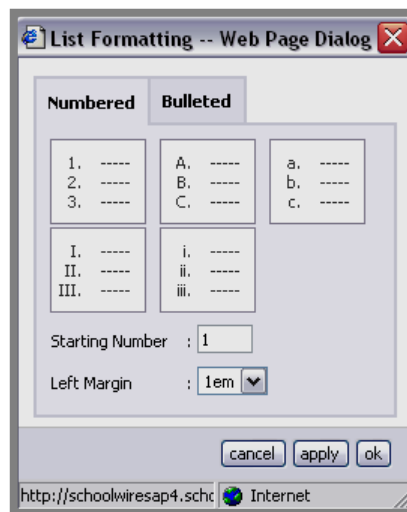 List Formatting -- Web Page Dialog
Numbered Bulleted
1. ----- A. ----- a. -----
2. ----- B. ----- b. -----
3. ----- C. ----- c. -----
I. ----- i. -----
II. ----- ii. -----
III. ----- iii. -----
Starting Number : 1
Left Margin : 1em
cancel apply ok
http://schoolwiresap4.scho Internet